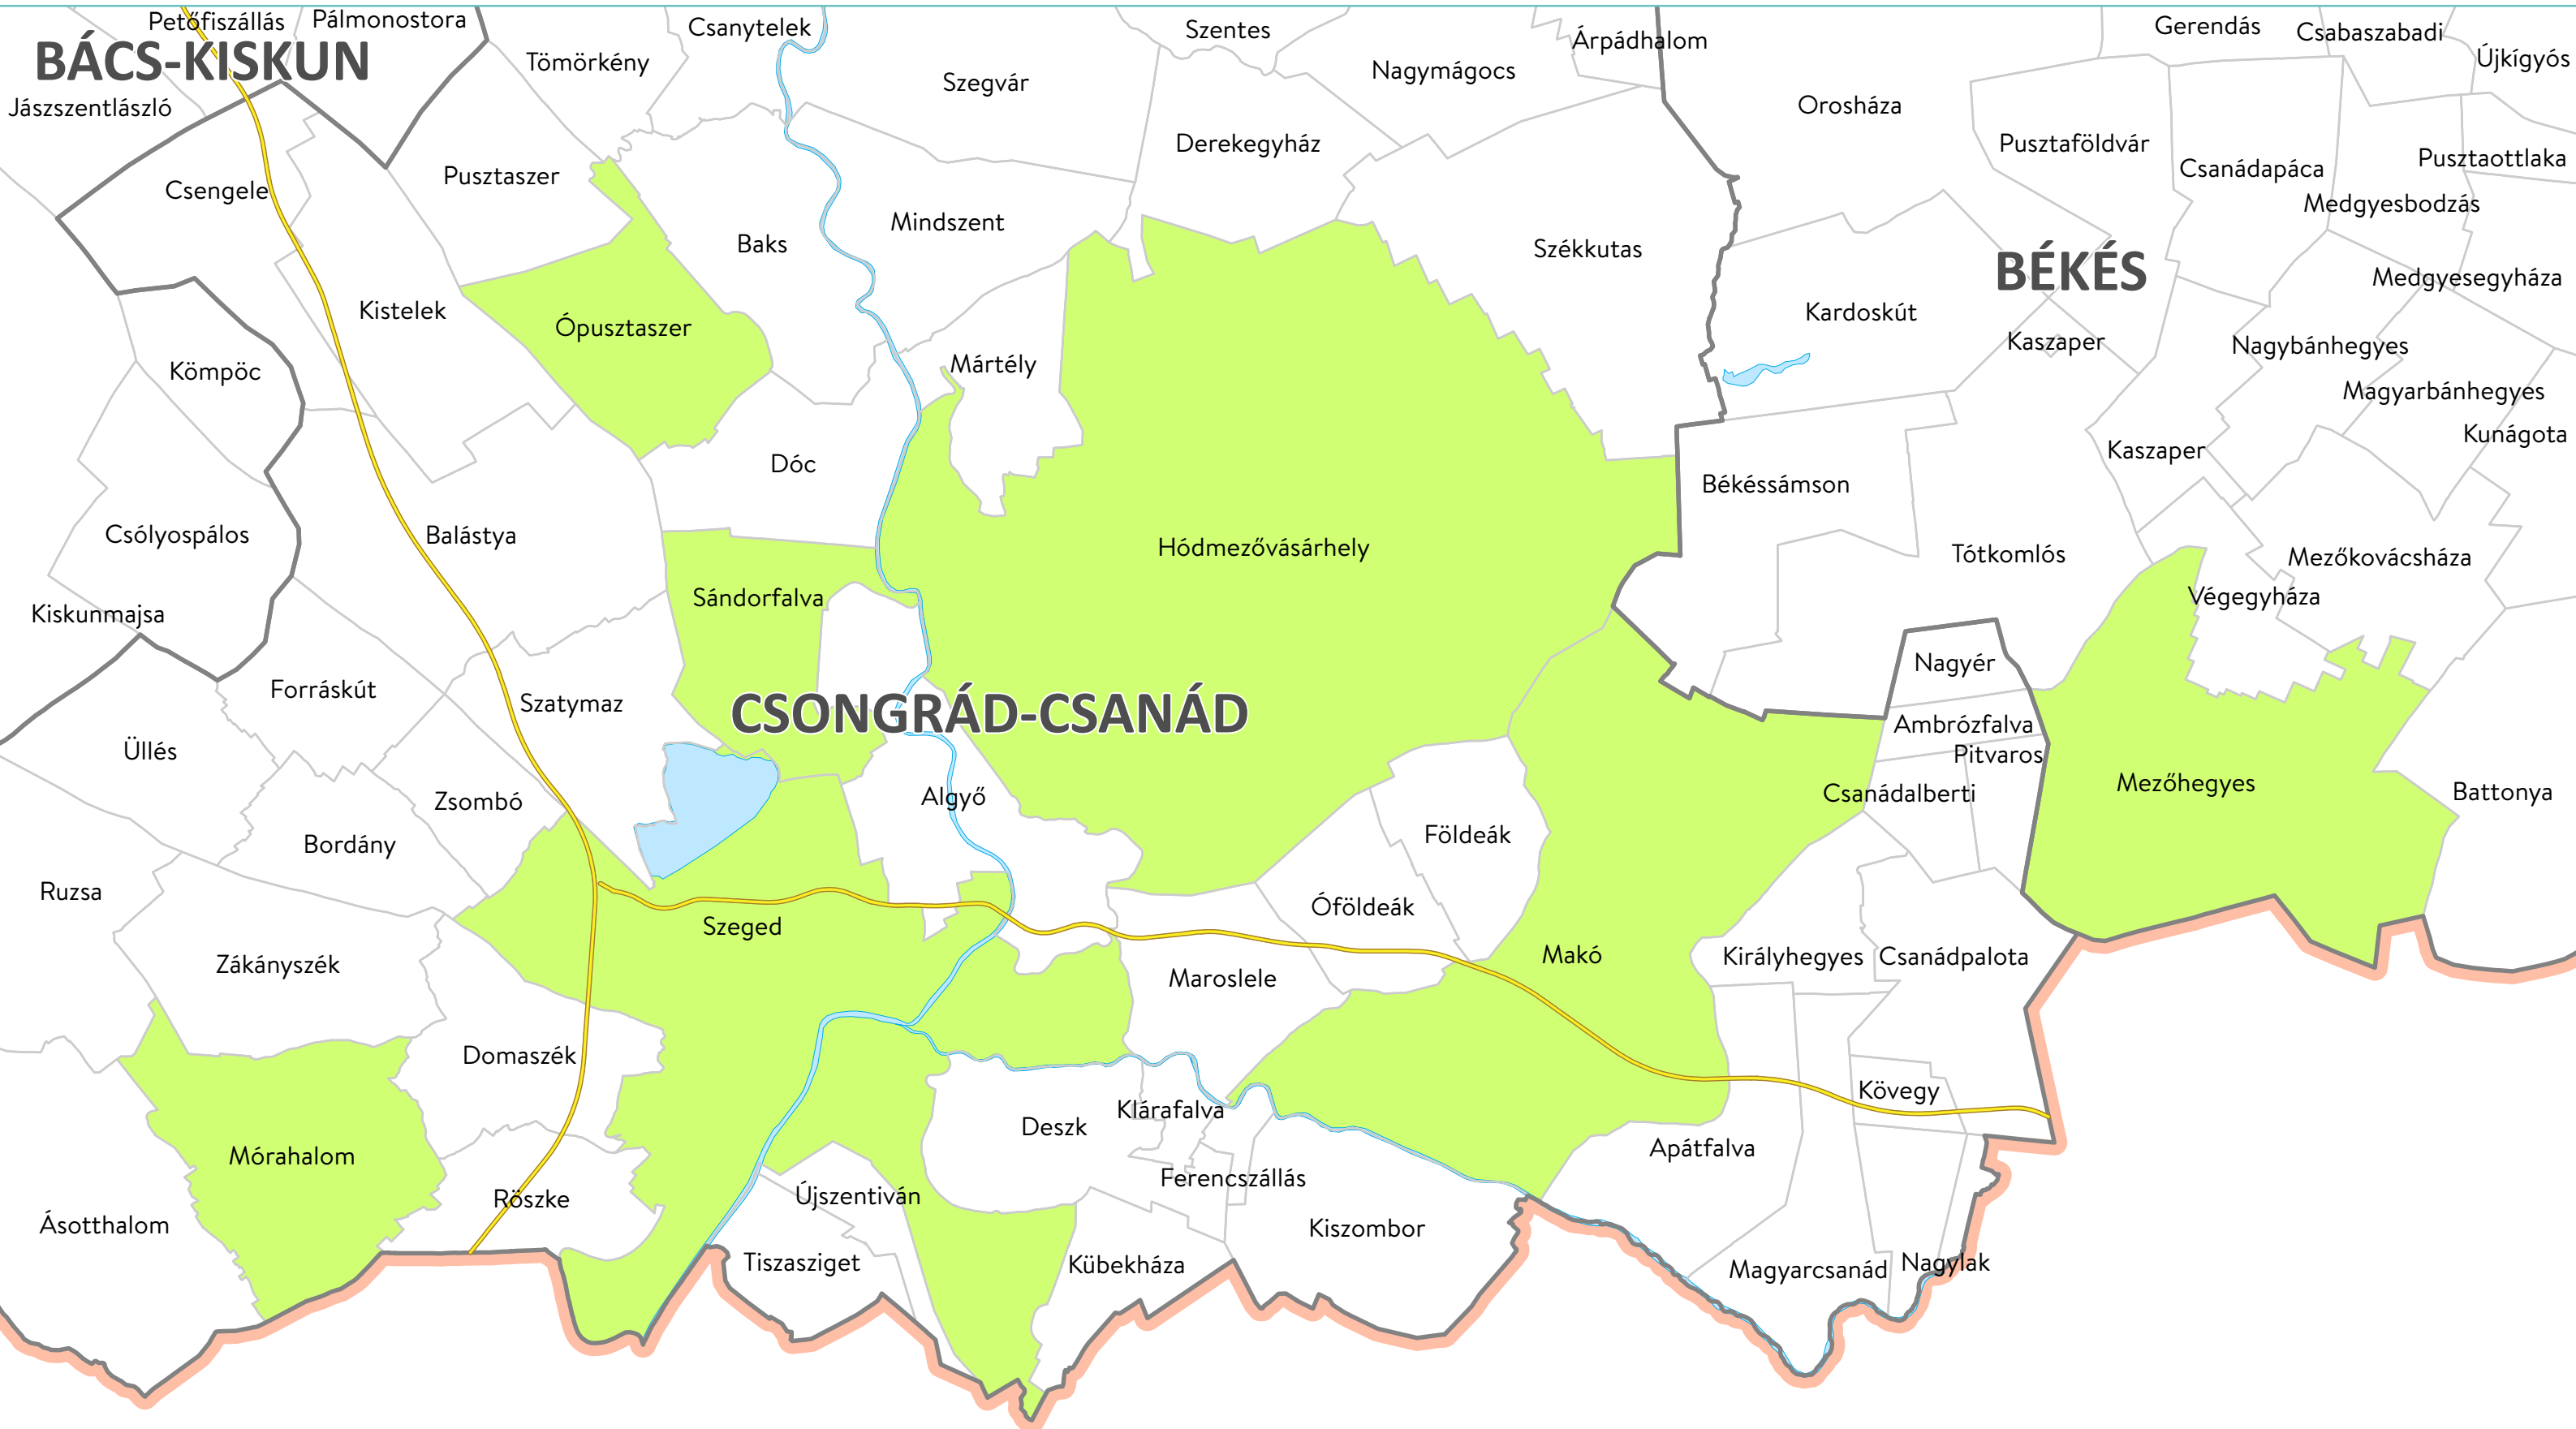 Petőfiszállás
Pálmonostora
Csanytelek
Szentes
Árpádhalom
Gerendás
Csabaszabadi
Újkígyós
BÁCS-KISKUN
Tömörkény
Szegvár
Nagymágocs
Jászszentlászló
Orosháza
Pusztaföldvár
Derekegyház
Csanádapáca
Pusztaottlaka
Csengele
Pusztaszer
Medgyesbodzás
Mindszent
Baks
Székkutas
BÉKÉS
Medgyesegyháza
Kistelek
Ópusztaszer
Kardoskút
Kaszaper
Nagybánhegyes
Kömpöc
Mártély
Magyarbánhegyes
Kunágota
Kaszaper
Dóc
Békéssámson
Csólyospálos
Balástya
Hódmezővásárhely
Tótkomlós
Mezőkovácsháza
Kiskunmajsa
Sándorfalva
Végegyháza
Forráskút
Szatymaz
CSONGRÁD-CSANÁD
Nagyér
Ambrózfalva
Pitvaros
Üllés
Zsombó
Algyő
Csanádalberti
Mezőhegyes
Battonya
Bordány
Földeák
Ruzsa
Szeged
Óföldeák
Makó
Királyhegyes
Csanádpalota
Zákányszék
Maroslele
Domaszék
Kövegy
Klárafalva
Deszk
Mórahalom
Apátfalva
Ferencszállás
Röszke
Újszentiván
Ásotthalom
Kiszombor
Tiszasziget
Kübekháza
Magyarcsanád
Nagylak